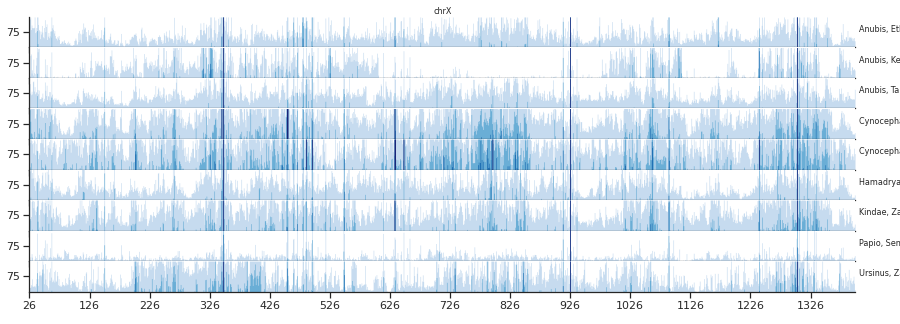 chrX
75 Anubis, Et
75 Anubis, Ke
75 Anubis, Ta
75 Cynoceph
75 Cynoceph
75 Hamadrya
75 Kindae, Za
75 Papio, Sen
75 Ursinus, Z
26 126 226 326 426 526 626 726 826 926 1026 1126 1226 1326